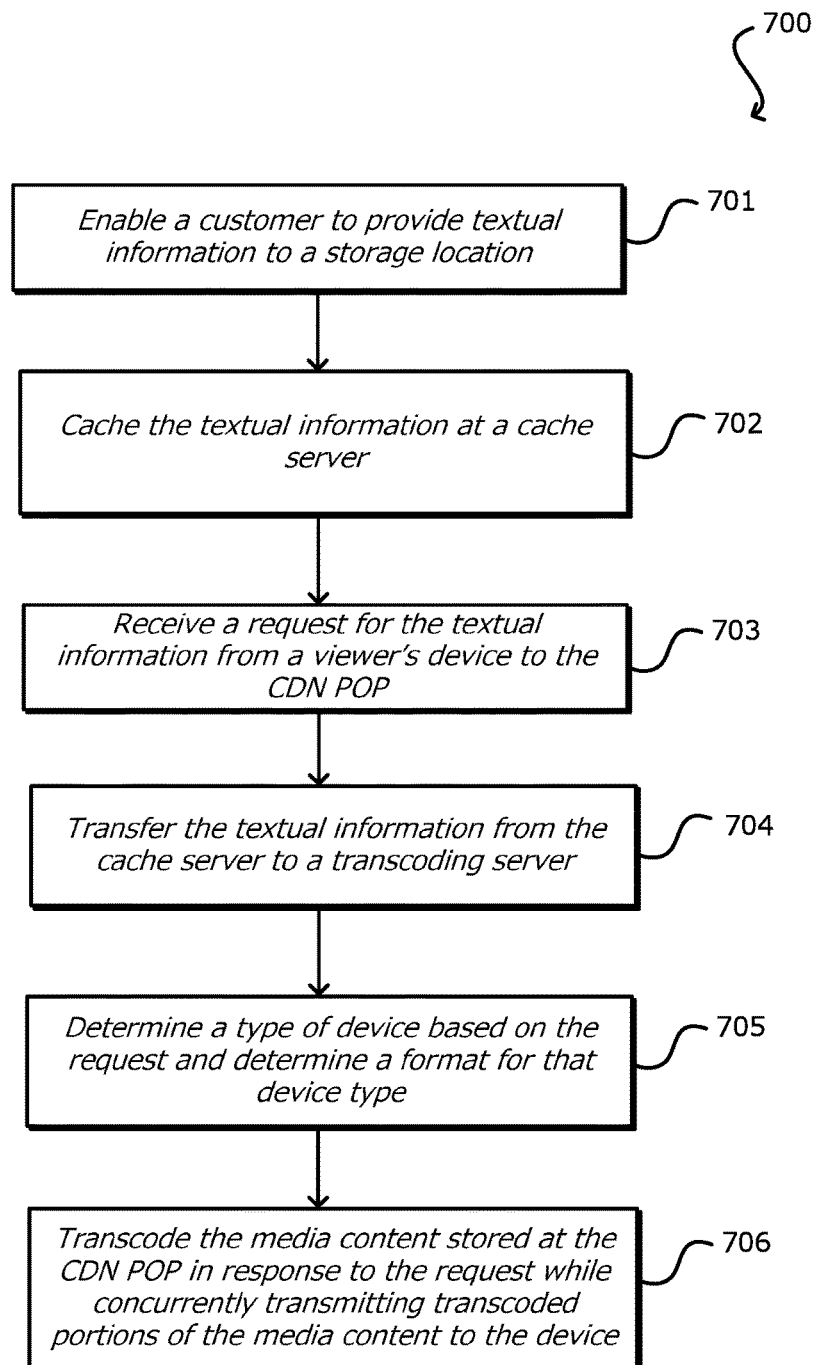 700
Enable a customer to provide textual
information to a storage location
701
Cache the textual information at a cache
server
702
Receive a request for the textual
information from a viewer's device to the
CDN POP
703
Transfer the textual information from the
cache server to a transcoding server
704
Determine a type of device based on the
request and determine a format for that
device type
705
Transcode the media content stored at the
CDN POP in response to the request while
concurrently transmitting transcoded
portions of the media content to the device
706